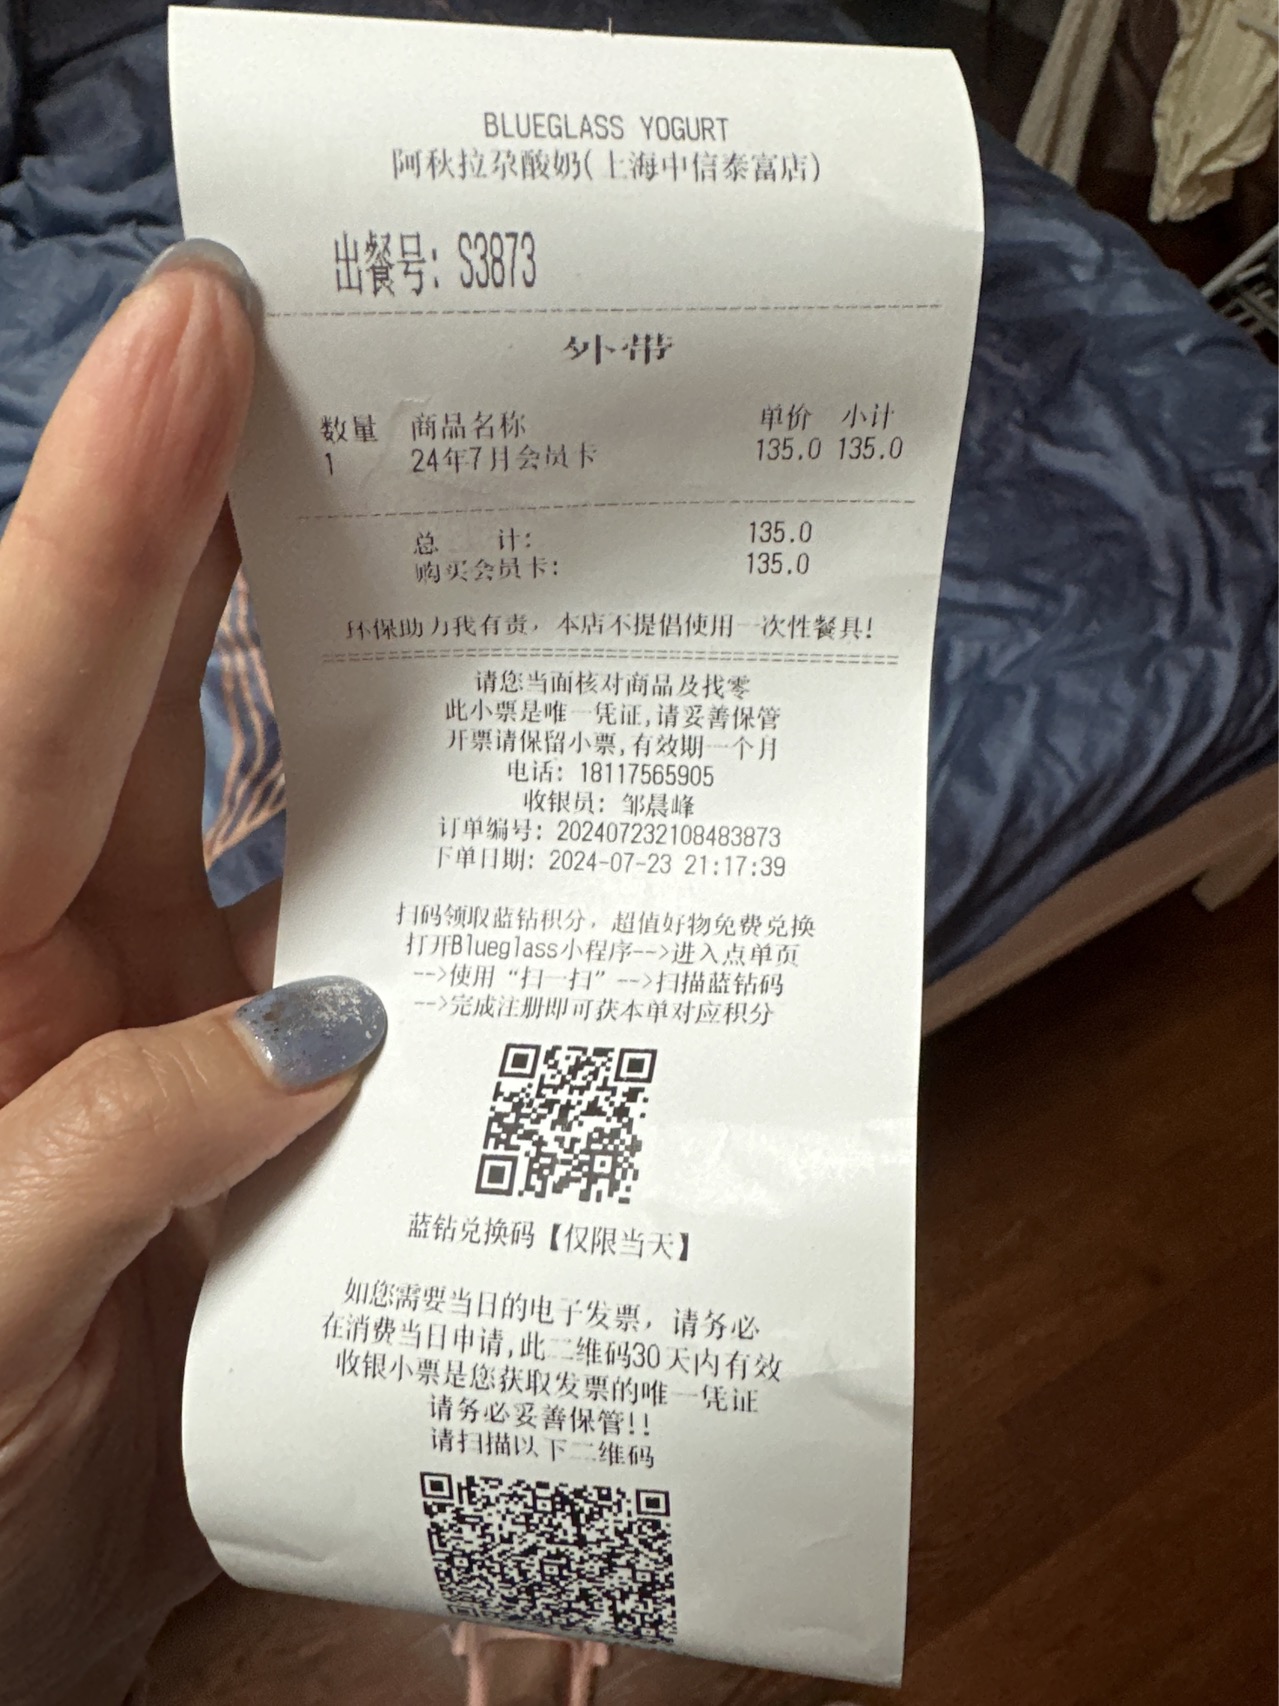 BLUEGLASS YOGURT
阿秋拉尕酸奶(上海中信泰富店)
出餐号: S3873
外带
数量 商品名称 单价 小计
1 24年7月会员卡 135.0 135.0
总 计: 135.0
购买会员卡: 135.0
环保助力我有责，本店不提倡使用一次性餐具!
请您当面核对商品及找零
此小票是唯一凭证,请妥善保管
开票请保留小票,有效期一个月
电话: 18117565905
收银员: 邹晨峰
订单编号: 202407232108483873
下单日期: 2024-07-23 21:17:39
扫码领取蓝钻积分，超值好物免费兑换
打开Blueglass小程序-->进入点单页
-->使用“扫一扫”-->扫描蓝钻码
-->完成注册即可获本单对应积分
蓝钻兑换码【仅限当天】
如您需要当日的电子发票，请务必
在消费当日申请,此二维码30天内有效
收银小票是您获取发票的唯一凭证
请务必妥善保管!!
请扫描以下二维码